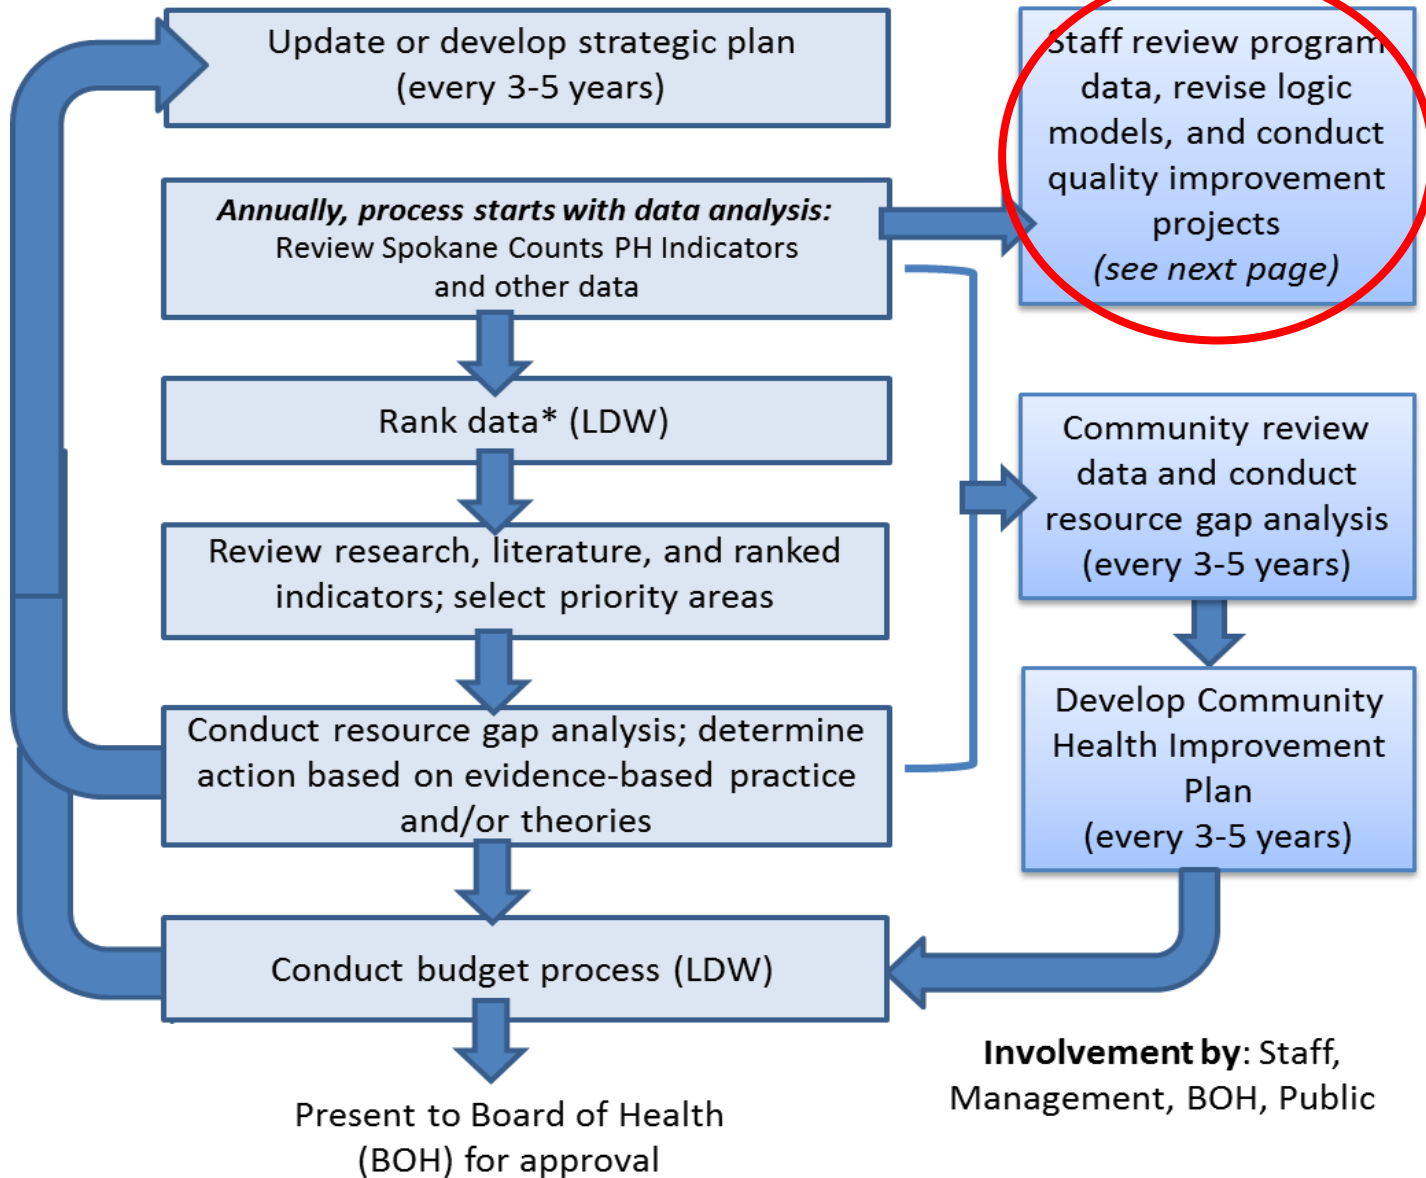 Update or develop strategic plan
(every 3-5 years)
Staff review program
data, revise logic
models, and conduct
quality improvement
projects
(see next page)
Annually, process starts with data analysis:
Review Spokane Counts PH Indicators
and other data
Rank data* (LDW)
Community review
data and conduct
resource gap analysis
(every 3-5 years)
Review research, literature, and ranked
indicators; select priority areas
Conduct resource gap analysis; determine
action based on evidence-based practice
and/or theories
Develop Community
Health Improvement
Plan
(every 3-5 years)
Conduct budget process (LDW)
Involvement by: Staff,
Management, BOH, Public
Present to Board of Health
(BOH) for approval